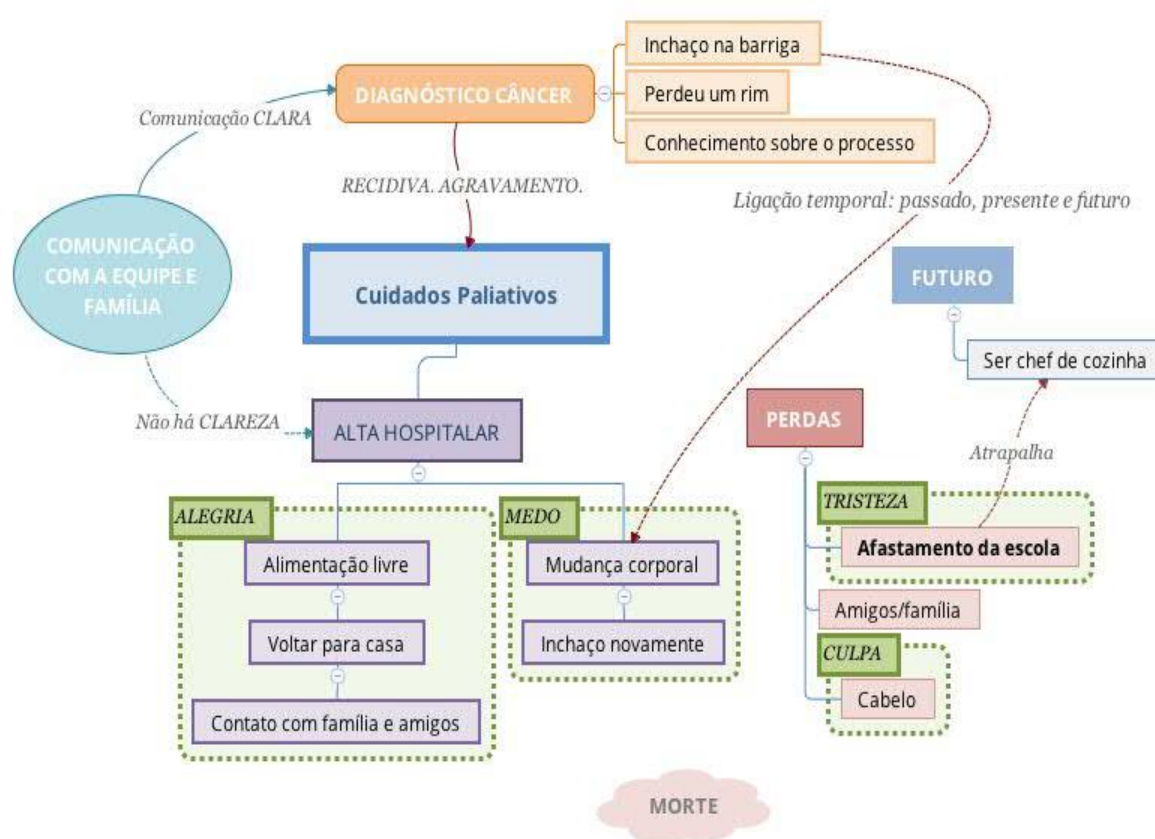 Inchaço na barriga
DIAGNÓSTICO CÂNCER
Perdeu um rim
Comunicação CLARA
Conhecimento sobre o processo
RECIDIVA. AGRAVAMENTO.
Ligação temporal: passado, presente e futuro
COMUNICAÇÃO
COM A EQUIPE E
FAMÍLIA
Cuidados Paliativos
FUTURO
Ser chef de cozinha
Não há CLAREZA
ALTA HOSPITALAR
PERDAS
Atrapalha
ALEGRIA
Alimentação livre
Voltar para casa
Contato com família e amigos
MEDO
Mudança corporal
Inchaço novamente
TRISTEZA
Afastamento da escola
Amigos/família
CULPA
Cabelo
MORTE